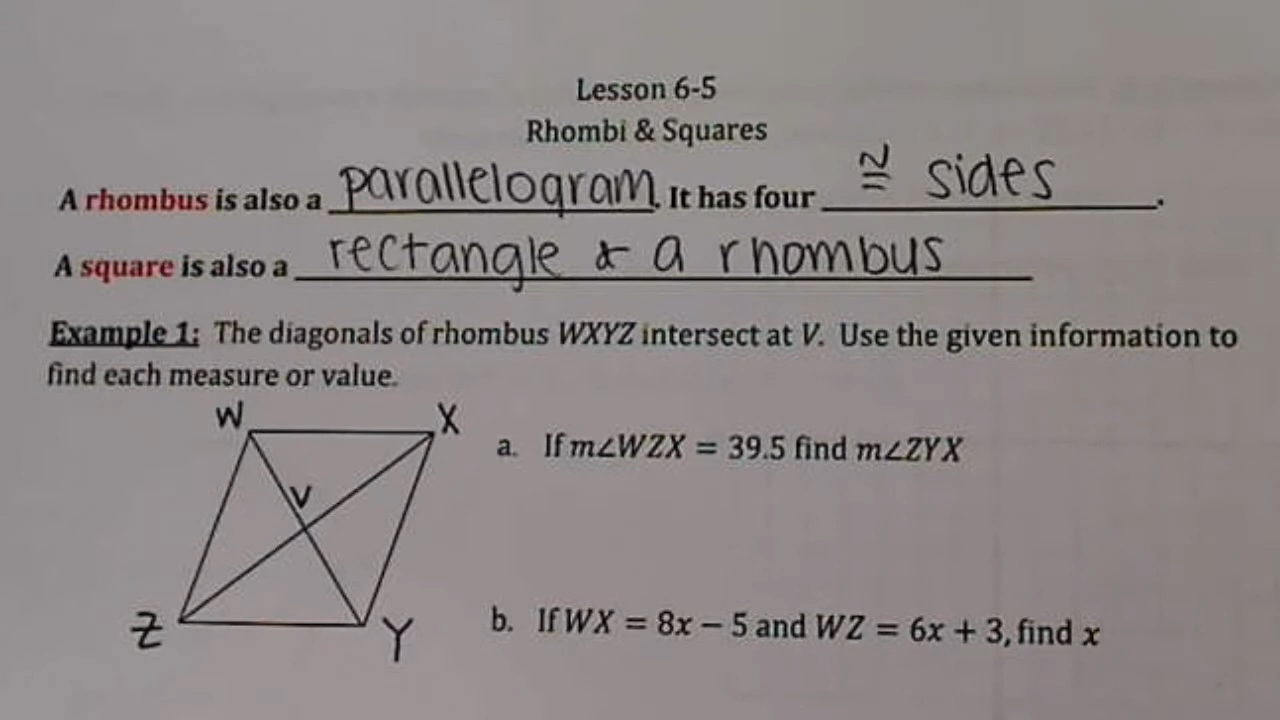 Lesson 6-5
Rhombi & Squares
A rhombus is also a parallelogram. It has four ≅ sides.
A square is also a rectangle & a rhombus
Example 1: The diagonals of rhombus WXYZ intersect at V. Use the given information to
find each measure or value.
W X
a. If m∠WZX = 39.5 find m∠ZYX
V
Z Y
b. If WX = 8x – 5 and WZ = 6x + 3, find x